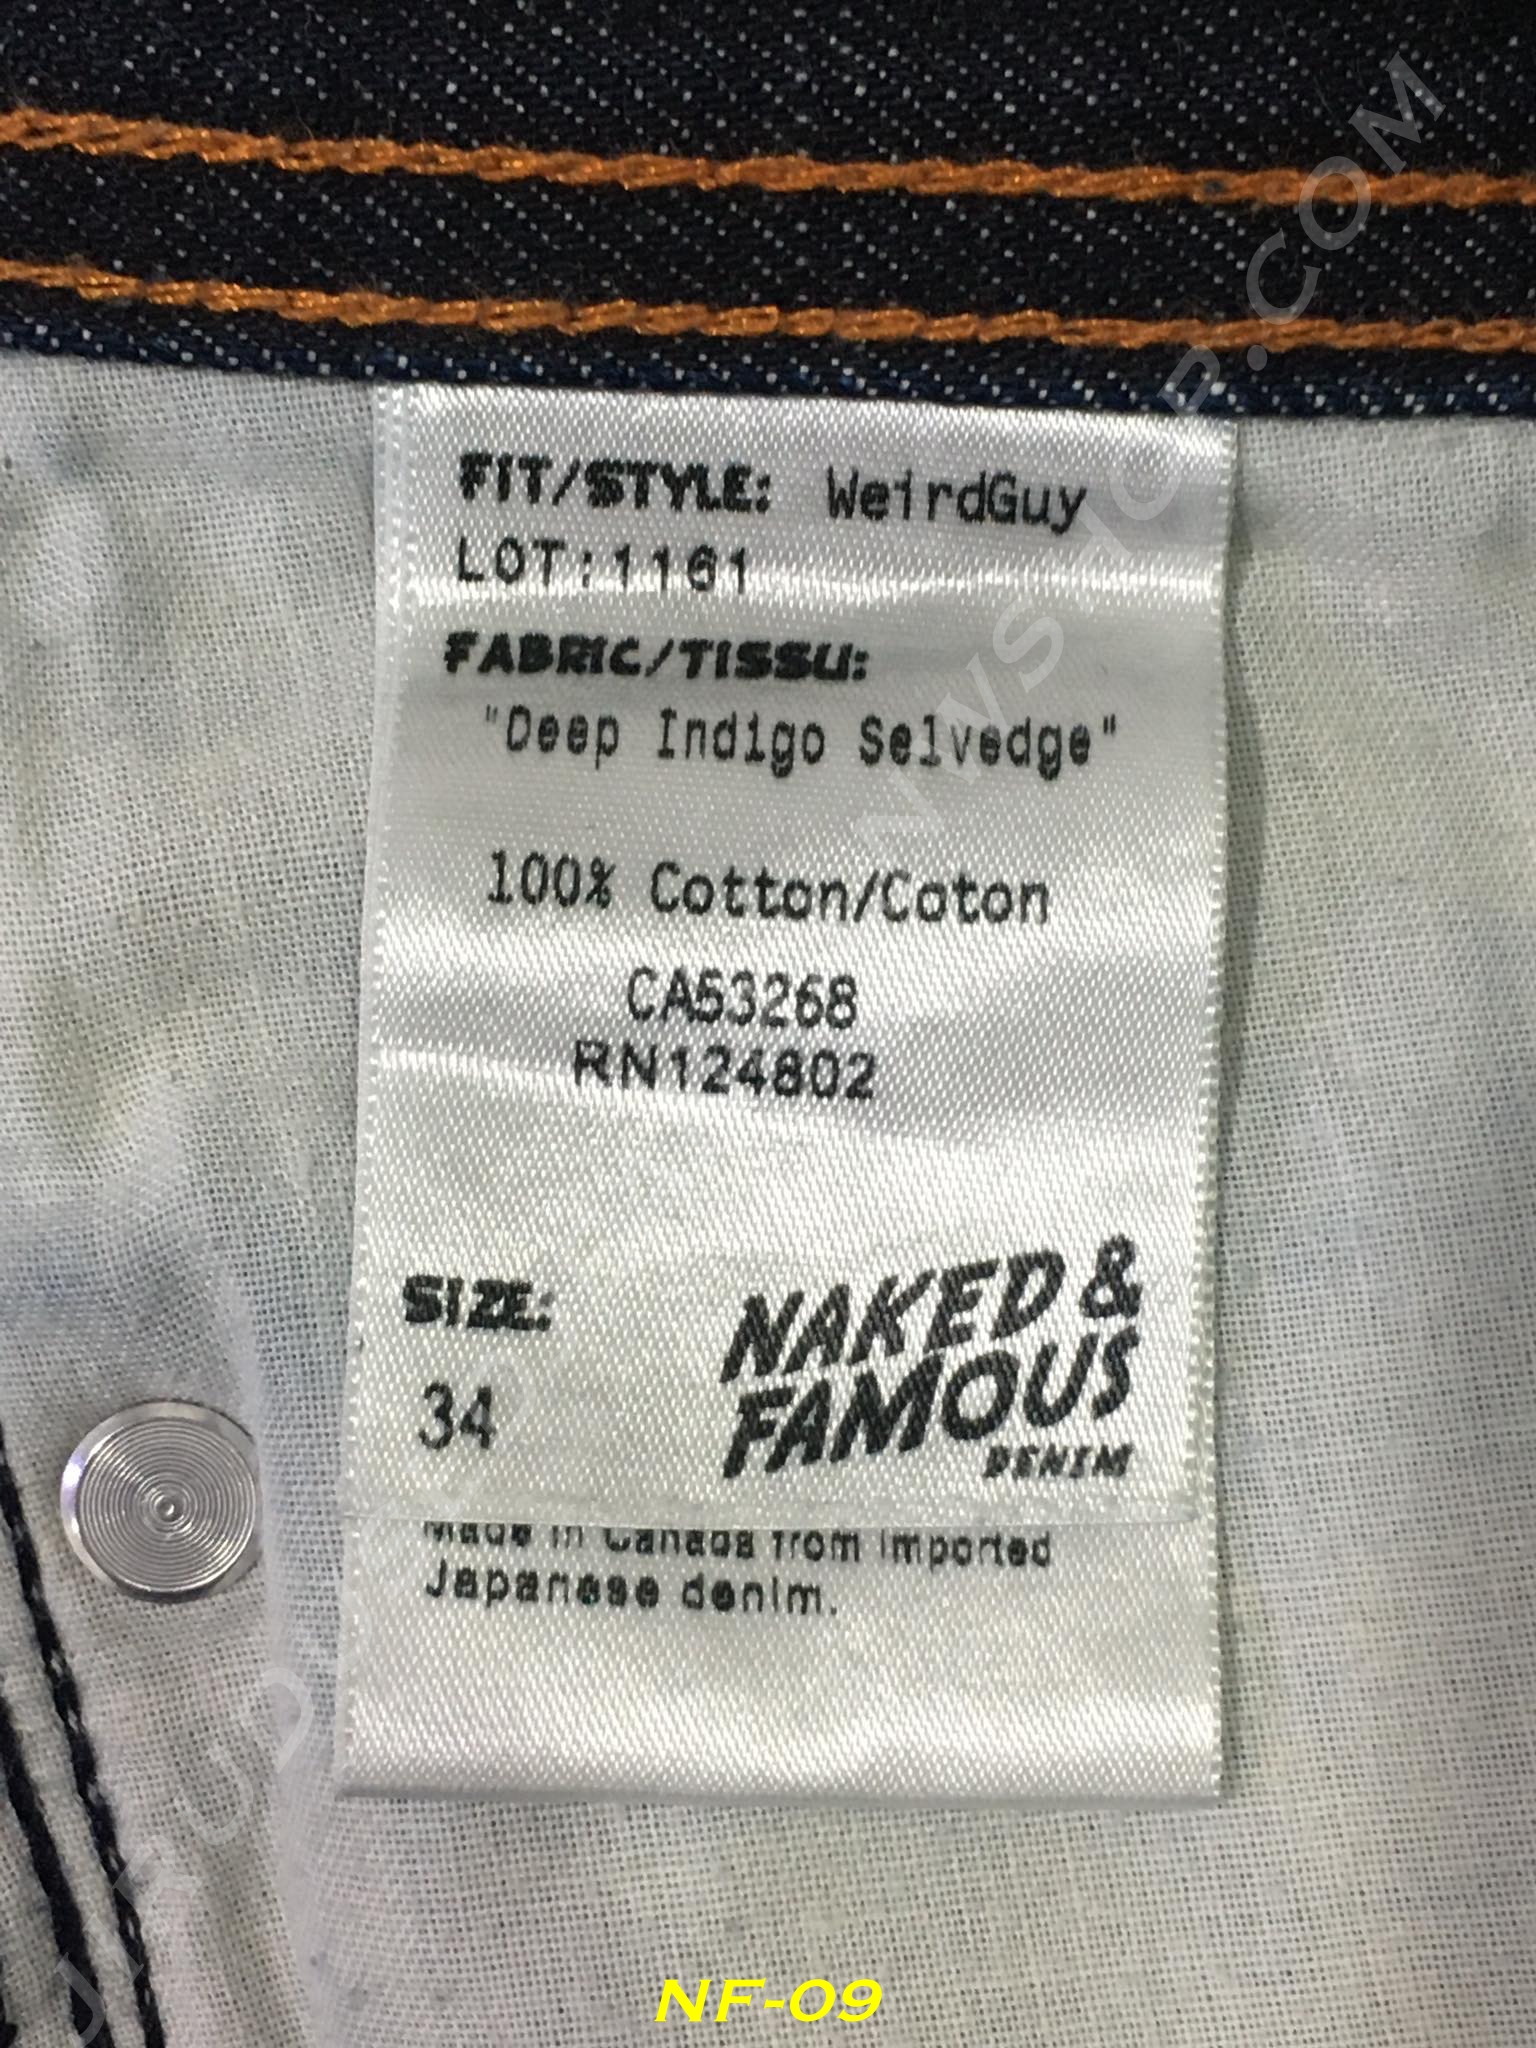 FIT/STYLE: WeirdGuy
LOT:1161
FABRIC/TISSU:
"Deep Indigo Selvedge"
100% Cotton/Coton
CA53268
RN124802
SIZE:
34
NAKED &
FAMOUS
DENIM
Made in Canada from imported
Japanese denim.
NF-09